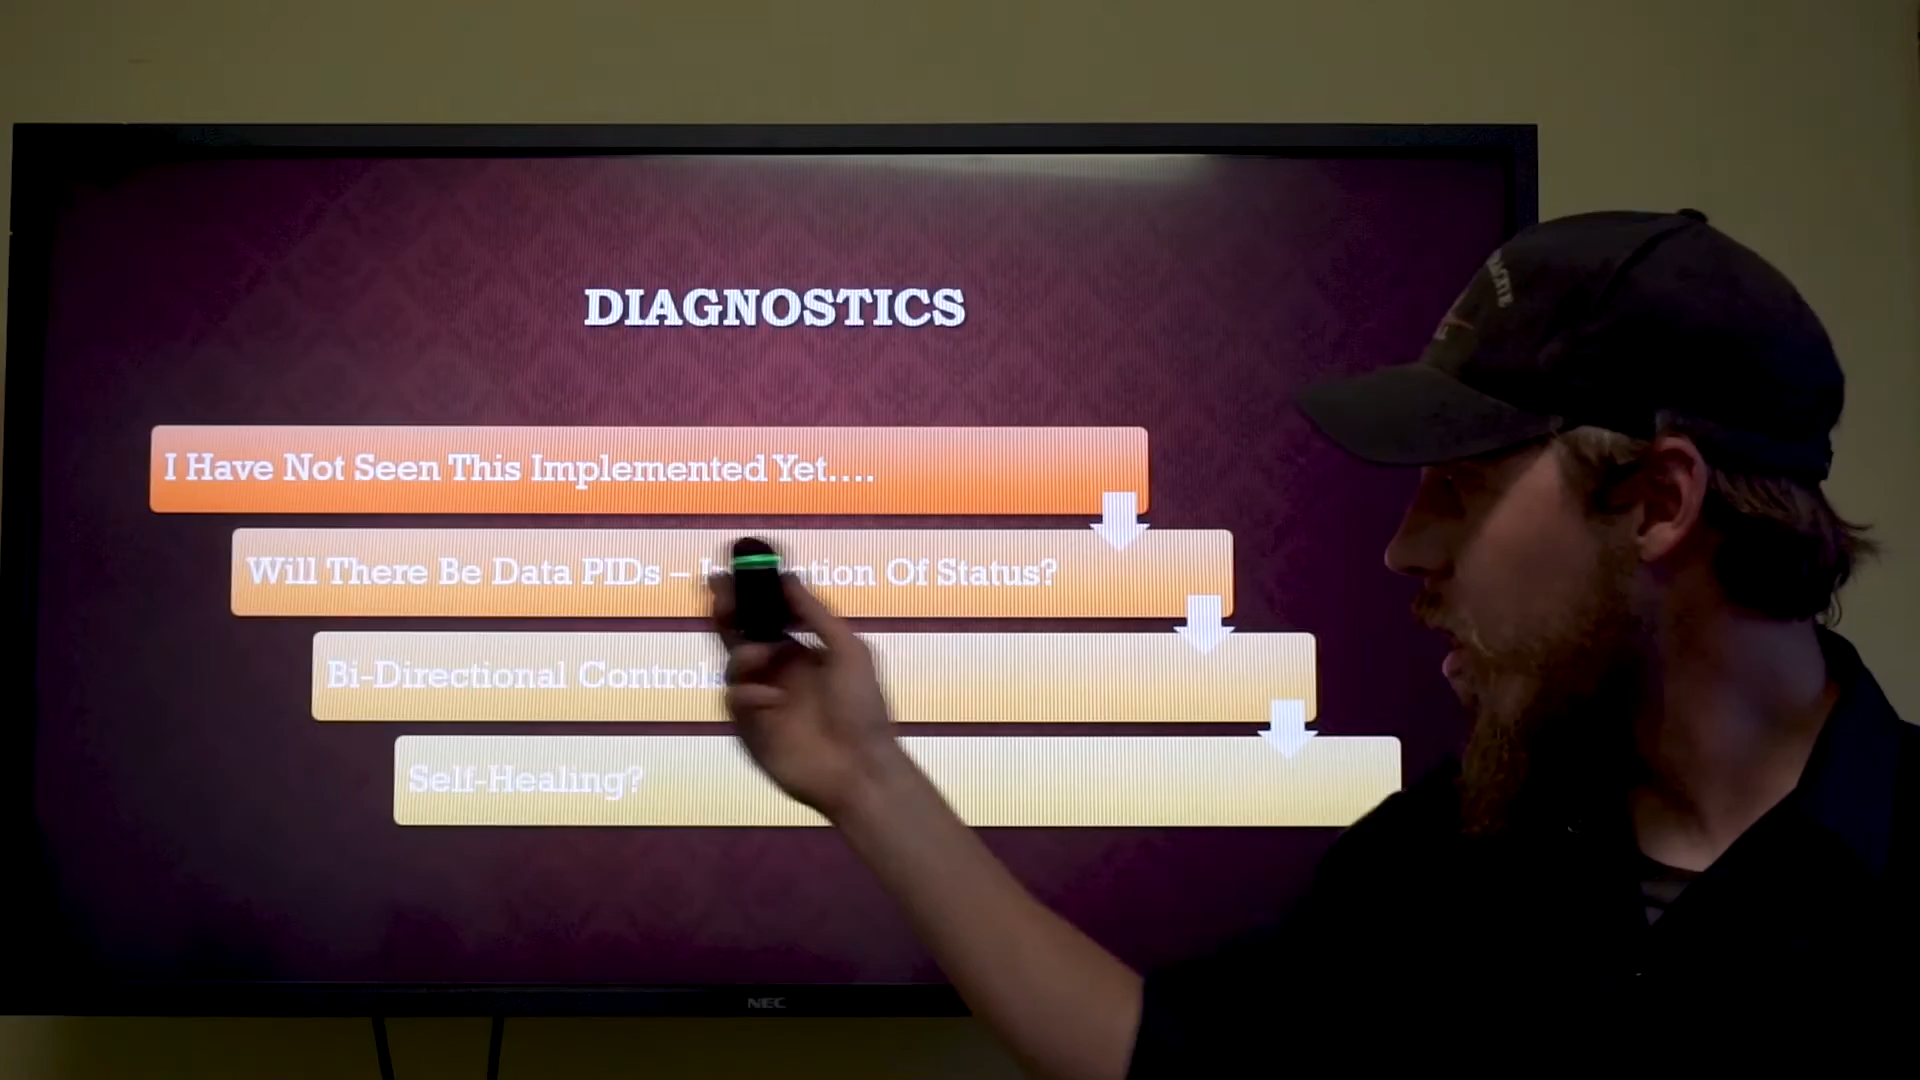 DIAGNOSTICS
I Have Not Seen This Implemented Yet....
Will There Be Data PIDs – Of Status?
Bi-Directional Controls
Self-Healing?
NEC